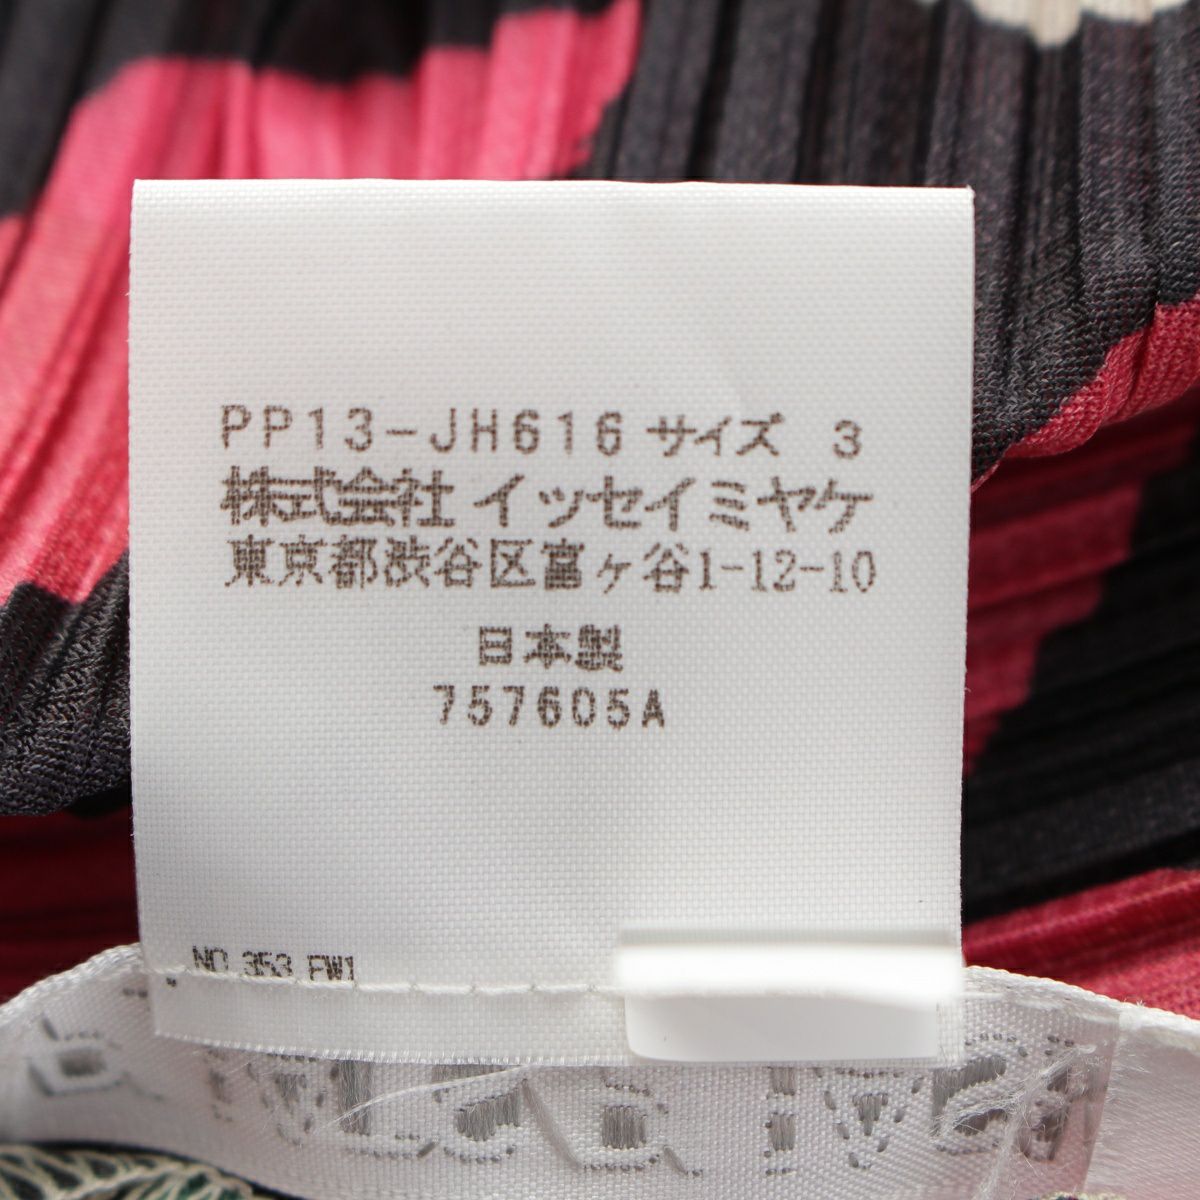 PP13-JH616 サイズ 3
株式会社 イッセイミヤケ
東京都渋谷区富ヶ谷1-12-10
日本製
757605A
NO.353 FW1